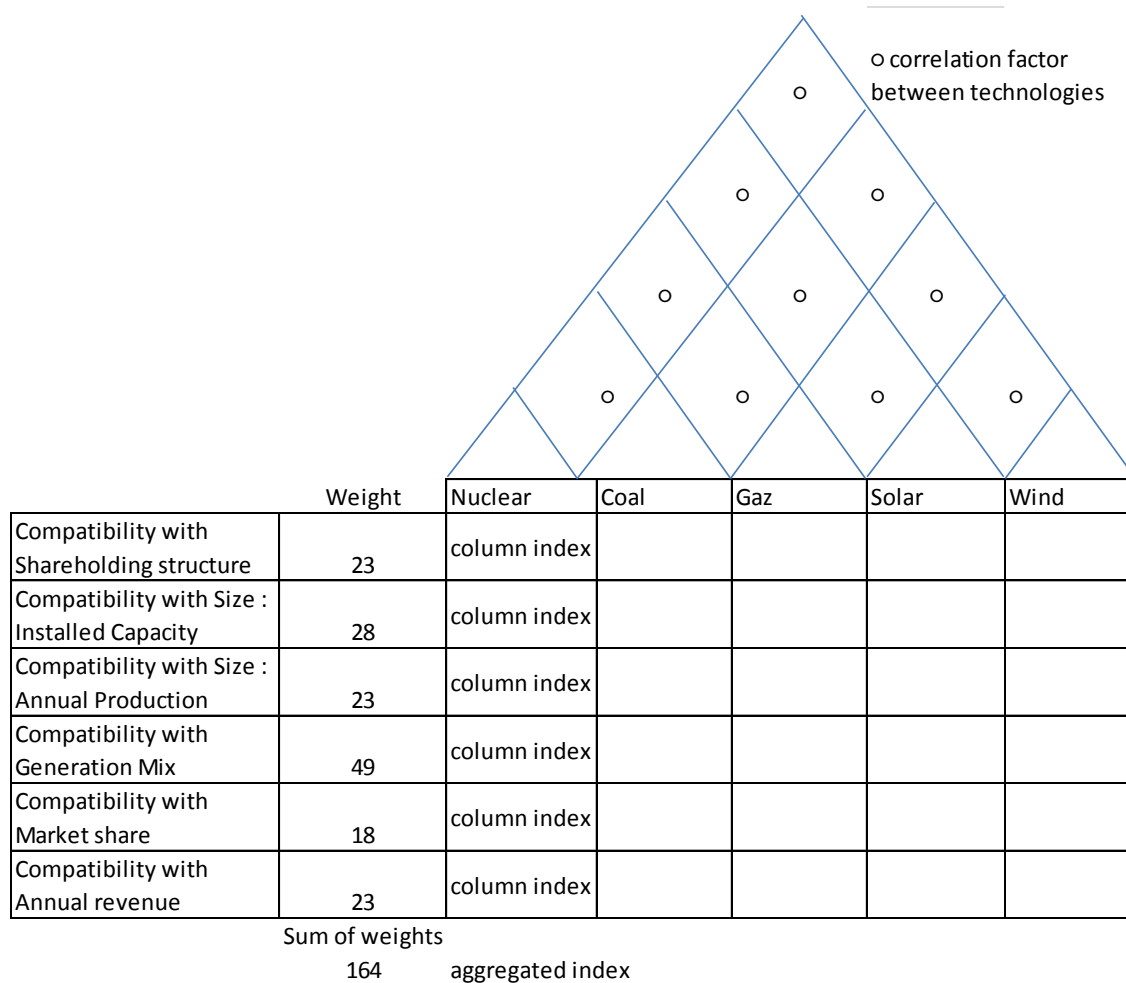 correlation factor
between technologies
Weight Nuclear Coal Gaz Solar Wind
Compatibility with
Shareholding structure 23 column index
Compatibility with Size :
Installed Capacity 28 column index
Compatibility with Size :
Annual Production 23 column index
Compatibility with
Generation Mix 49 column index
Compatibility with
Market share 18 column index
Compatibility with
Annual revenue 23 column index
Sum of weights
164 aggregated index